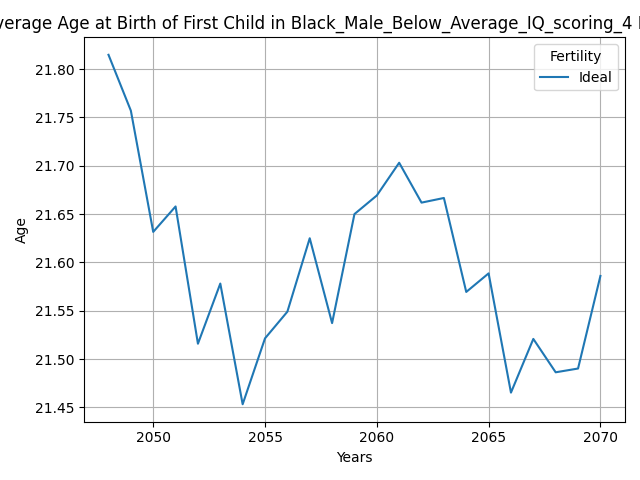 Average Age at Birth of First Child in Black_Male_Below_Average_IQ_scoring_4
Fertility
Ideal
21.80
21.75
21.70
21.65
21.60
21.55
21.50
21.45
Age
2050 2055 2060 2065 2070
Years